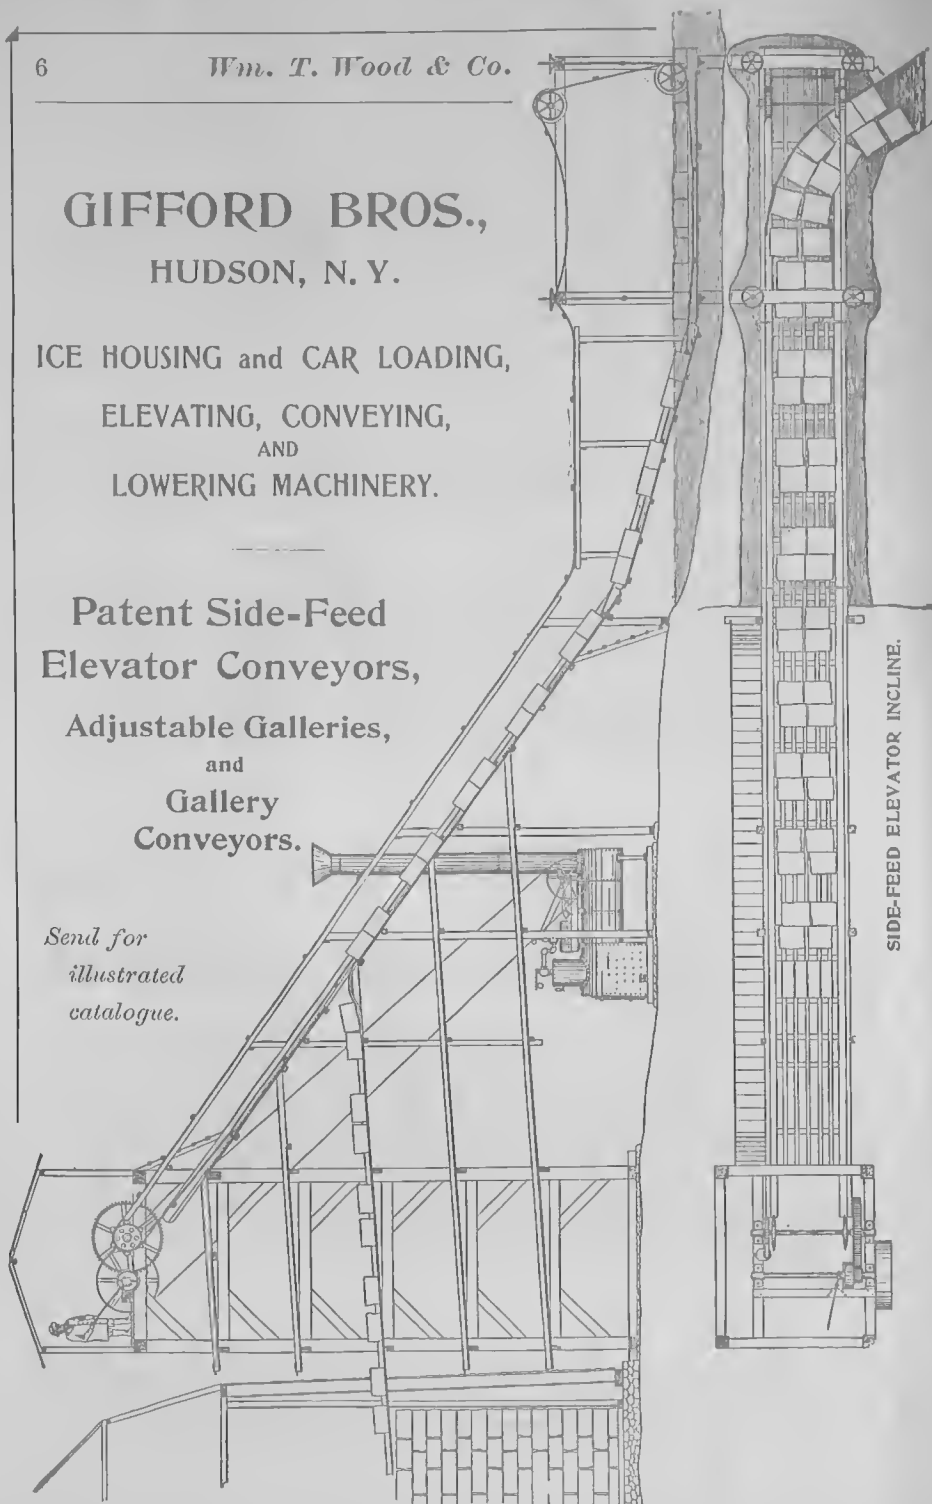 6
Wm. T. Wood & Co.
GIFFORD BROS.,
HUDSON, N. Y.
ICE HOUSING and CAR LOADING,
ELEVATING, CONVEYING,
AND
LOWERING MACHINERY.
Patent Side-Feed
Elevator Conveyors,
Adjustable Galleries,
and
Gallery
Conveyors.
Send for
illustrated
catalogue.
SIDE-FEED ELEVATOR INCLINE.